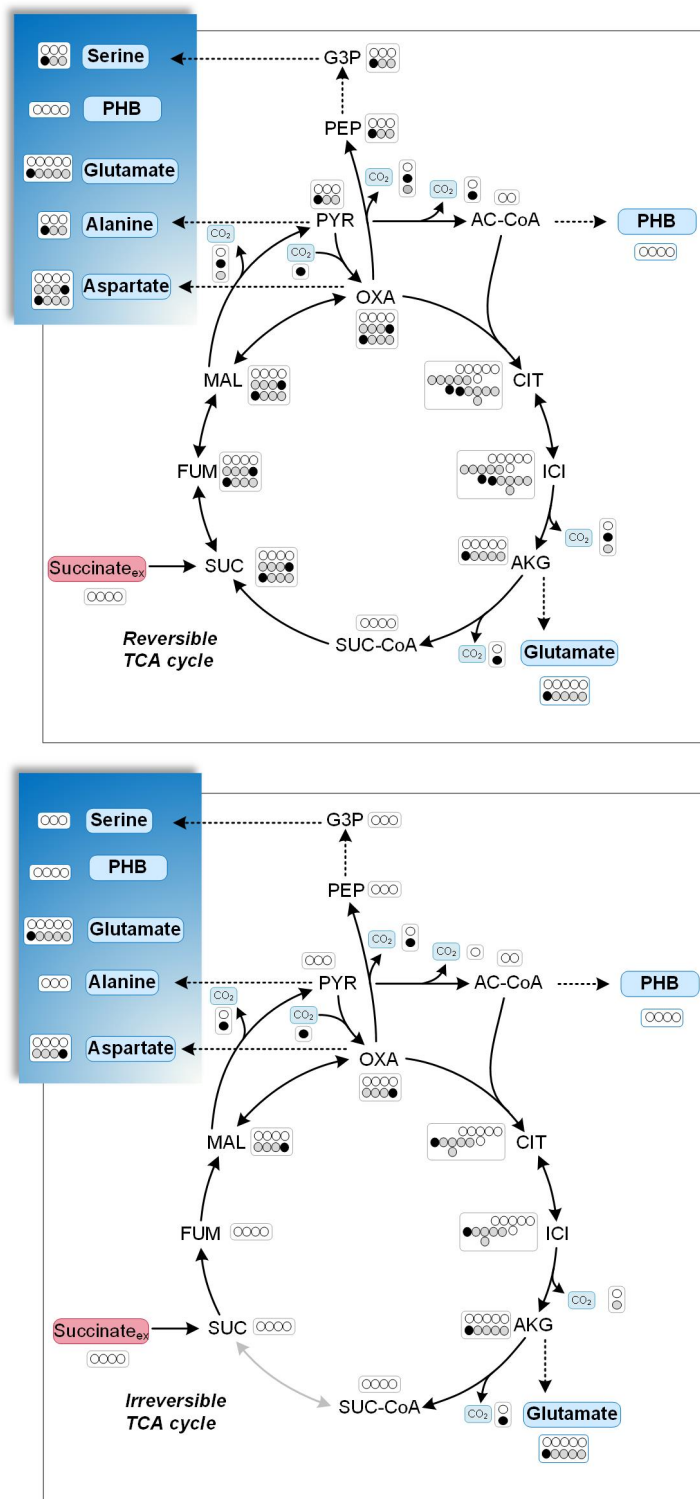 Serine
G3P
PHB
PEP
Glutamate
CO2
CO2
Alanine
PYR
AC-CoA
PHB
CO2
CO2
Aspartate
OXA
MAL
CIT
FUM
ICI
CO2
Succinateex
SUC
AKG
Reversible
TCA cycle
SUC-CoA
CO2
Glutamate
Serine
G3P
PHB
PEP
Glutamate
CO2
CO2
Alanine
PYR
AC-CoA
PHB
CO2
CO2
Aspartate
OXA
MAL
CIT
FUM
ICI
CO2
Succinateex
SUC
AKG
Irreversible
TCA cycle
SUC-CoA
CO2
Glutamate